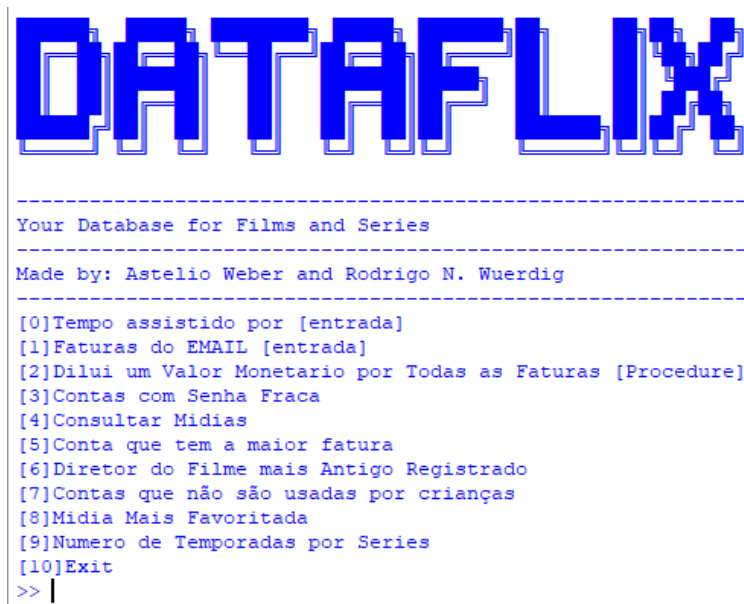 DATAFLIX
------------------------------------------------------------
Your Database for Films and Series
------------------------------------------------------------
Made by: Astelio Weber and Rodrigo N. Wuerdig
------------------------------------------------------------
[0]Tempo assistido por [entrada]
[1]Faturas do EMAIL [entrada]
[2]Dilui um Valor Monetario por Todas as Faturas [Procedure]
[3]Contas com Senha Fraca
[4]Consultar Midias
[5]Conta que tem a maior fatura
[6]Diretor do Filme mais Antigo Registrado
[7]Contas que não são usadas por crianças
[8]Midia Mais Favoritada
[9]Numero de Temporadas por Series
[10]Exit
>>